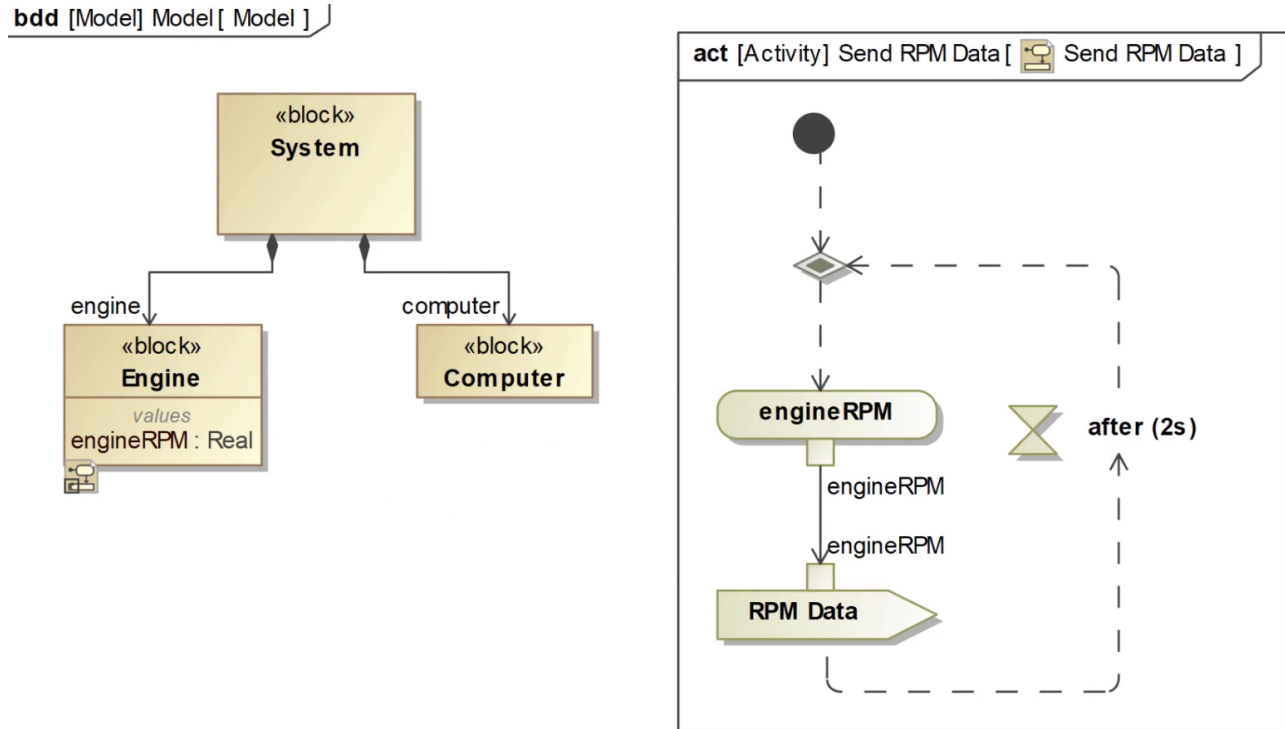 bdd [Model] Model [ Model ]
«block»
System
engine
computer
«block»
Engine
values
engineRPM : Real
«block»
Computer
act [Activity] Send RPM Data [ Send RPM Data ]
engineRPM
engineRPM
engineRPM
RPM Data
after (2s)